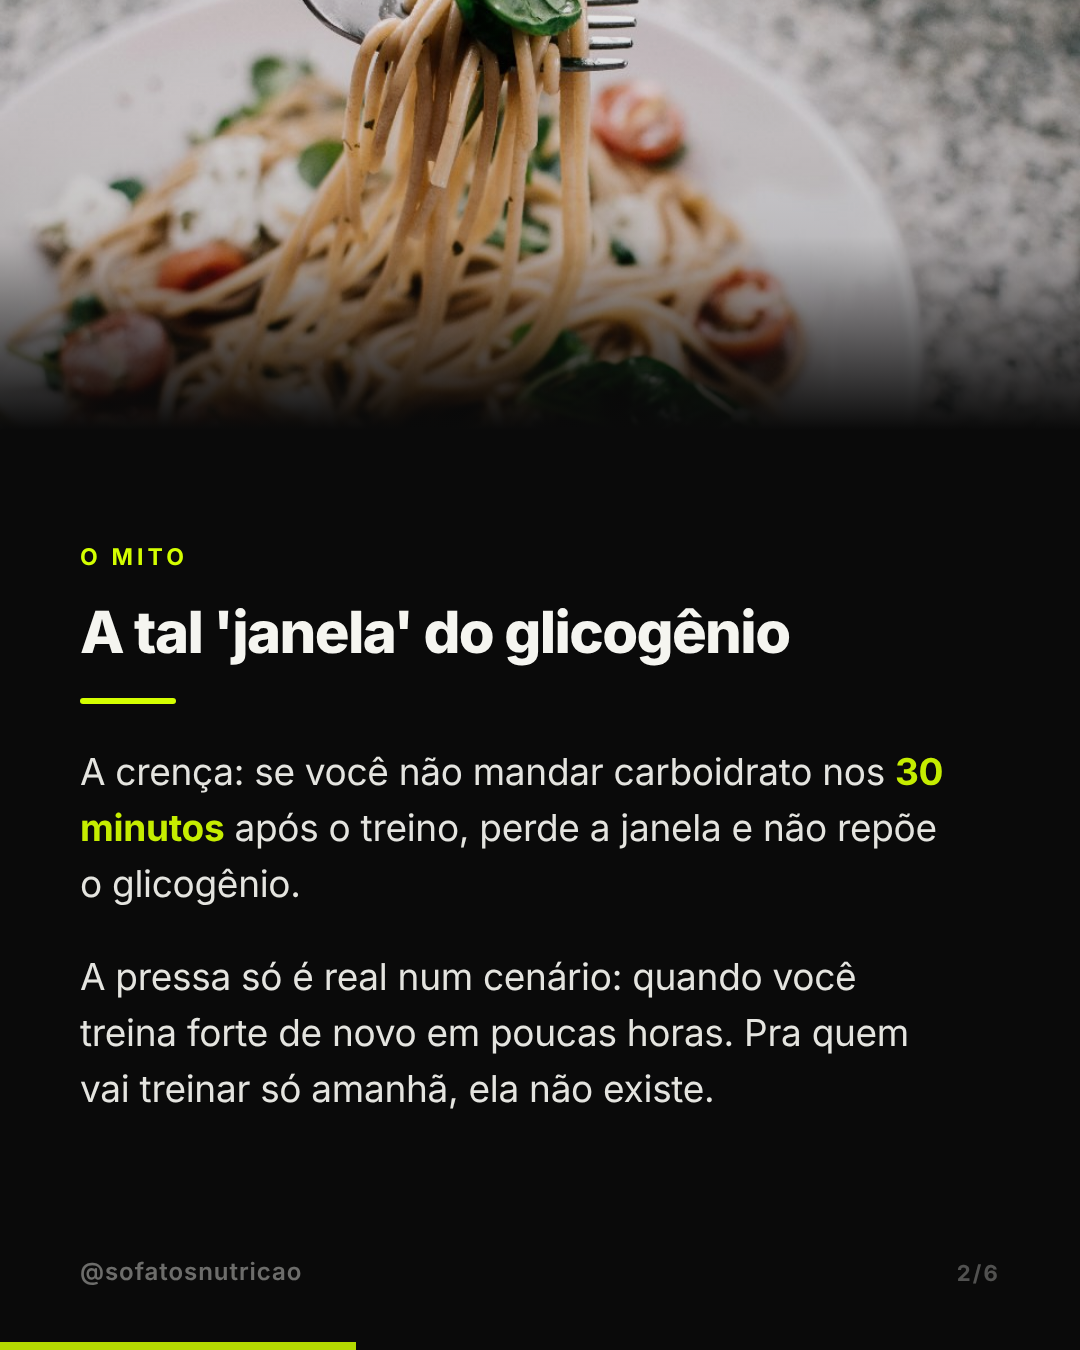 O MITO
A tal 'janela' do glicogênio
A crença: se você não mandar carboidrato nos 30
minutos após o treino, perde a janela e não repõe
o glicogênio.
A pressa só é real num cenário: quando você
treina forte de novo em poucas horas. Pra quem
vai treinar só amanhã, ela não existe.
@sofatosnutricao
2/6